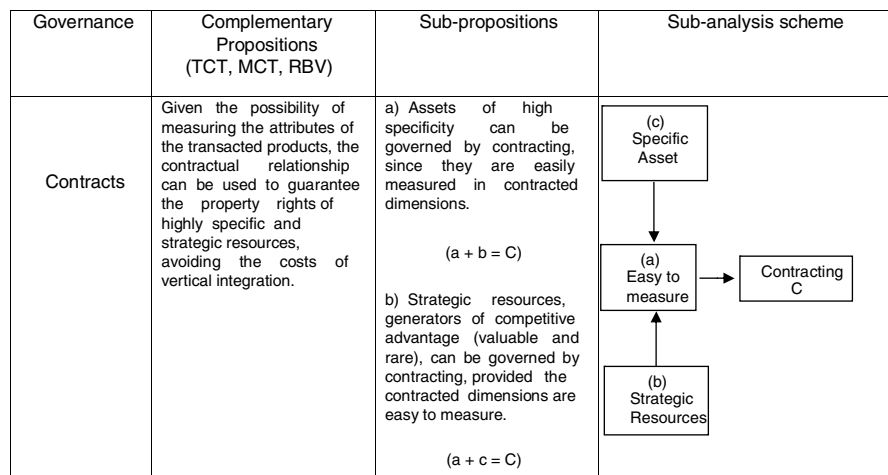 Governance
Complementary
Propositions
(TCT, MCT, RBV)
Sub-propositions
Sub-analysis scheme
Contracts
Given the possibility of
measuring the attributes of
the transacted products, the
contractual relationship
can be used to guarantee
the property rights of
highly specific and
strategic resources,
avoiding the costs of
vertical integration.
a) Assets of high
specificity can be
governed by contracting,
since they are easily
measured in contracted
dimensions.
(a + b = C)
b) Strategic resources,
generators of competitive
advantage (valuable and
rare), can be governed by
contracting, provided the
contracted dimensions are
easy to measure.
(a + c = C)
(c)
Specific
Asset
(a)
Easy to
measure
Contracting
C
(b)
Strategic
Resources